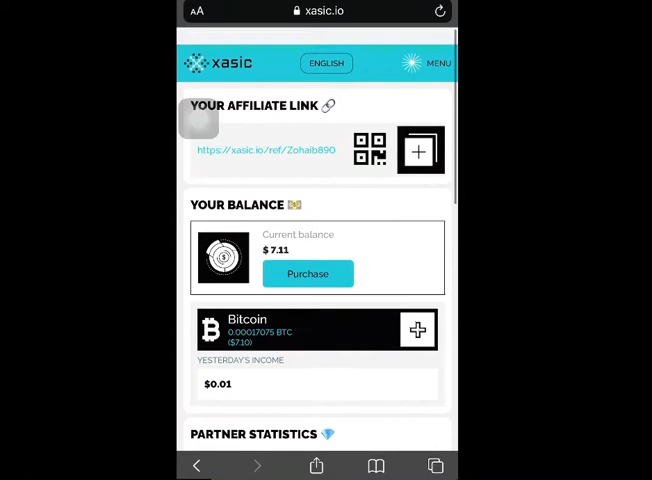 AA
xasic.io
xasic
ENGLISH
MENU
YOUR AFFILIATE LINK
https://xasic.io/ref/Zohaib890
YOUR BALANCE
Current balance
$ 7.11
Purchase
Bitcoin
0.00017075 BTC
($7.10)
YESTERDAY'S INCOME
$0.01
PARTNER STATISTICS